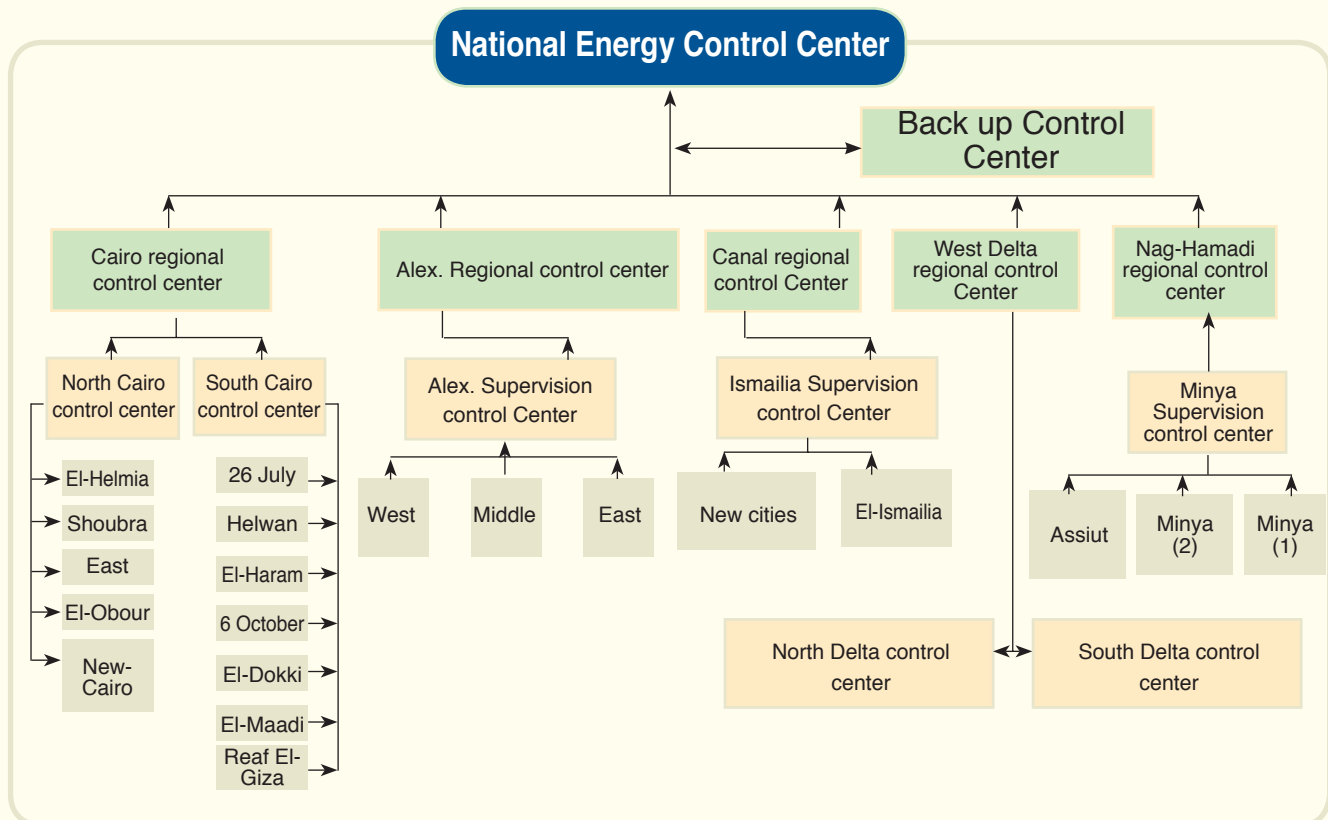 National Energy Control Center
Back up Control
Center
Cairo regional
control center
Alex. Regional control center
Canal regional
control Center
West Delta
regional control
Center
Nag-Hamadi
regional control
center
North Cairo
control center
South Cairo
control center
Alex. Supervision
control Center
Ismailia Supervision
control Center
Minya
Supervision
control center
El-Helmia
Shoubra
East
El-Obour
New-
Cairo
26 July
Helwan
El-Haram
6 October
El-Dokki
El-Maadi
Reaf El-
Giza
West
Middle
East
New cities
El-Ismailia
Assiut
Minya
(2)
Minya
(1)
North Delta control
center
South Delta control
center